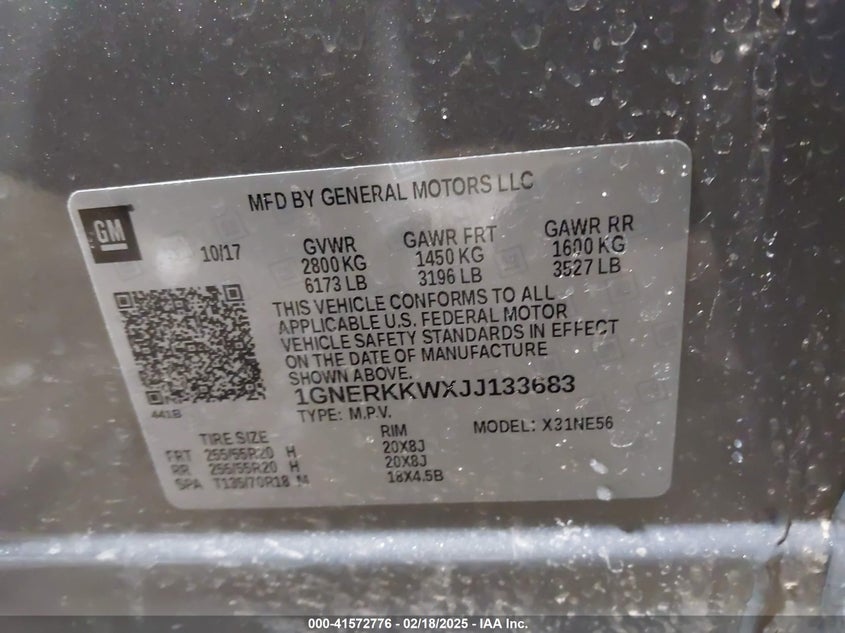 MFD BY GENERAL MOTORS LLC
GM
10/17
GVWR
2800 KG
6173 LB
GAWR FRT
1450 KG
3196 LB
GAWR RR
1600 KG
3527 LB
THIS VEHICLE CONFORMS TO ALL
APPLICABLE U.S. FEDERAL MOTOR
VEHICLE SAFETY STANDARDS IN EFFECT
ON THE DATE OF MANUFACTURE
SHOWN ABOVE.
1GNERKKWXJJ133683
441B
TYPE: M.P.V.
MODEL: X31NE56
TIRE SIZE RIM
FRT 255/55R20 H 20X8J
RR 255/55R20 H 20X8J
SPA T135/70R18 M 18X4.5B
000-41572776 - 02/18/2025 - IAA Inc.